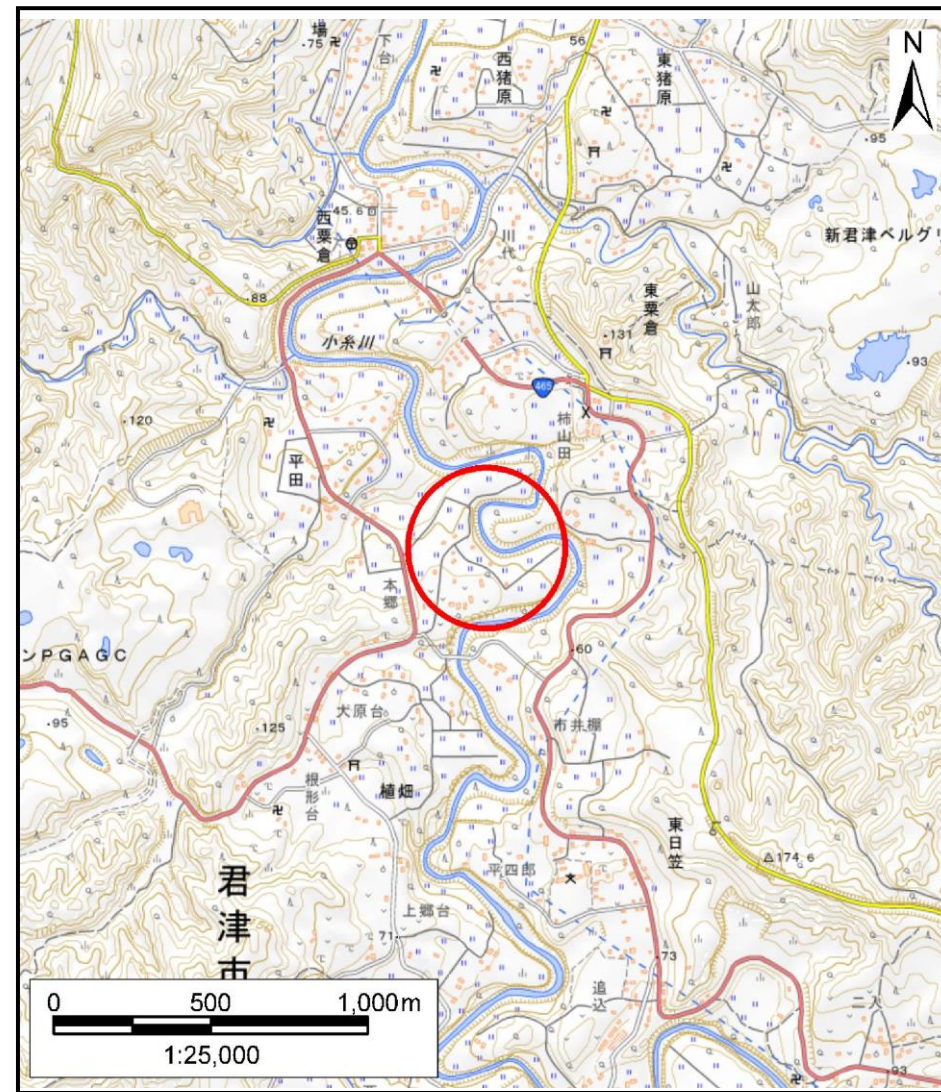 場
・75
下台
西猪原
56
東猪原
N
・95
45.6
西粟倉
川代
新君津ベルグリ
東粟倉
山太郎
・88
・131
小糸川
・93
465
・120
柿山田
平田
本郷
ンPGAGC
・60
・95
・125
大原台
市井棚
根形台
植畑
東日笠
△174.6
君津市
平四郎
上郷台
71
・73
追込
二入
・93
0 500 1,000m
1:25,000